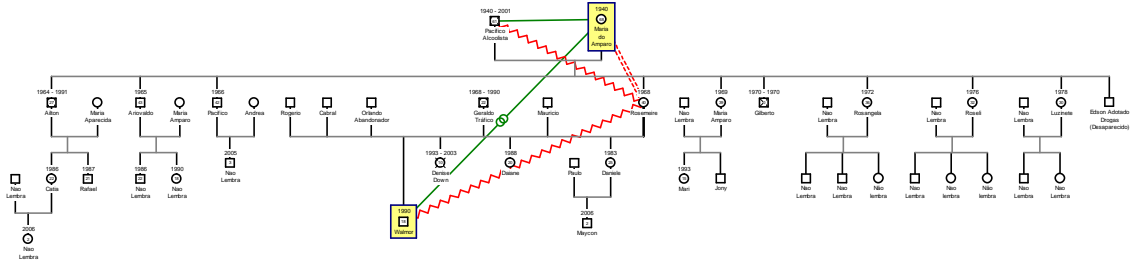 1940 - 2001
Pacifico
Alcoolista
1940
Maria
do
Amparo
1964 - 1991
Ailton
Maria
Aparecida
1965
Ariovaldo
Maria
Amparo
1966
Pacifico
Andrea
Rogerio
Cabral
Orlando
Abandonador
1968 - 1990
Geraldo
Tráfico
Mauricio
1968
Rosemeire
Nao
Lembra
1969
Maria
Amparo
1970 - 1970
Gilberto
Nao
Lembra
1972
Rosangela
Nao
Lembra
1976
Roseli
Nao
Lembra
1978
Lucinete
Edson Adotado
Drogas
(Desaparecido)
Nao
Lembra
1986
Catia
1987
Rafael
1986
Nao
Lembra
1990
Nao
Lembra
2005
Nao
Lembra
1993 - 2003
Denise
Down
1988
Daiana
Paulo
1983
Daniele
1993
Mari
Jony
Nao
Lembra
Nao
Lembra
Não
lembra
Nao
Lembra
Não
lembra
Não
lembra
Nao
Lembra
Nao
Lembra
2006
Nao
Lembra
1990
Walmor
2006
Maycon